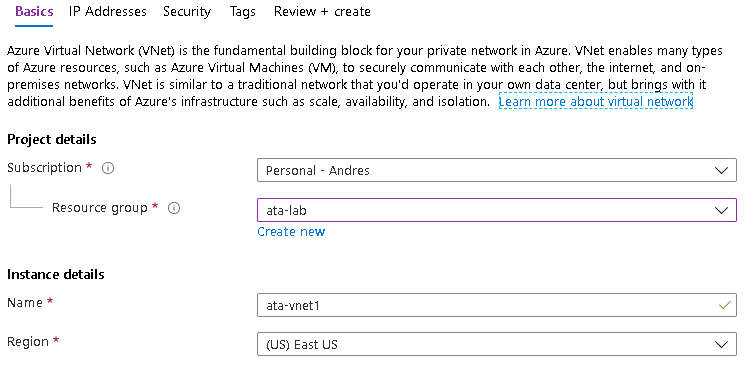 Basics IP Addresses Security Tags Review + create
Azure Virtual Network (VNet) is the fundamental building block for your private network in Azure. VNet enables many types
of Azure resources, such as Azure Virtual Machines (VM), to securely communicate with each other, the internet, and on-
premises networks. VNet is similar to a traditional network that you'd operate in your own data center, but brings with it
additional benefits of Azure's infrastructure such as scale, availability, and isolation. Learn more about virtual network
Project details
Subscription * Personal - Andres
Resource group * ata-lab
Create new
Instance details
Name * ata-vnet1
Region * (US) East US